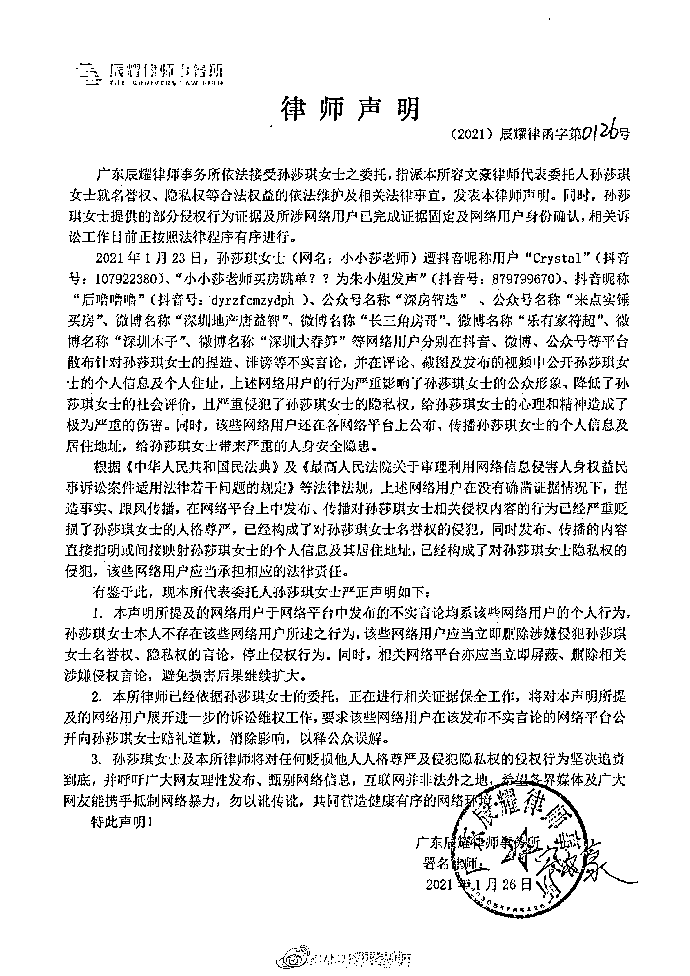 辰耀律师事务所
律师声明
（2021）辰耀律函字第0126号
广东辰耀律师事务所依法接受孙莎琪女士之委托，指派本所容文豪律师代表委托人孙莎琪
女士就名誉权、隐私权等合法权益的依法维护及相关法律事宜，发表本律师声明。同时，孙莎
琪女士提供的部分侵权行为证据及所涉网络用户已完成证据固定及网络用户身份确认，相关诉
讼工作目前正按照法律程序有序进行。
2021年1月23日，孙莎琪女士（网名：小小莎老师）遭抖音昵称用户“Crystal”（抖音
号：107922380）、“小小莎老师买房跳单？？为朱小姐发声”（抖音号：879799670）、抖音昵称
“后噜噜噜”（抖音号：dyrzfcmzydph ）、公众号名称“深房智选” 、公众号名称“来点实锤
买房”、微博名称“深圳地产唐益智”、微博名称“长三角房哥”、微博名称“乐有家符超”、微
博名称“深圳木子”、微博名称“深圳大春笋”等网络用户分别在抖音、微博、公众号等平台
散布针对孙莎琪女士的捏造、诽谤等不实言论，并在评论、截图及发布的视频中公开孙莎琪女
士的个人信息及个人住址，上述网络用户的行为严重影响了孙莎琪女士的公众形象、降低了孙
莎琪女士的社会评价，且严重侵犯了孙莎琪女士的隐私权，给孙莎琪女士的心理和精神造成了
极为严重的伤害。同时，该些网络用户还在各网络平台上公布、传播孙莎琪女士的个人信息及
居住地址，给孙莎琪女士带来严重的人身安全隐患。
根据《中华人民共和国民法典》及《最高人民法院关于审理利用网络信息侵害人身权益民
事诉讼案件适用法律若干问题的规定》等法律法规，上述网络用户在没有确凿证据情况下，捏
造事实、跟风传播，在网络平台上中发布、传播对孙莎琪女士相关侵权内容的行为已经严重贬
损了孙莎琪女士的人格尊严，已经构成了对孙莎琪女士名誉权的侵犯，同时发布、传播的内容
直接指明或间接映射孙莎琪女士的个人信息及其居住地址，已经构成了对孙莎琪女士隐私权的
侵犯，该些网络用户应当承担相应的法律责任。
有鉴于此，现本所代表委托人孙莎琪女士严正声明如下：
1. 本声明所提及的网络用户于网络平台中发布的不实言论均系该些网络用户的个人行为，
孙莎琪女士本人不存在该些网络用户所述之行为，该些网络用户应当立即删除涉嫌侵犯孙莎琪
女士名誉权、隐私权的言论，停止侵权行为。同时，相关网络平台亦应当立即屏蔽、删除相关
涉嫌侵权言论，避免损害后果继续扩大。
2. 本所律师已经依据孙莎琪女士的委托，正在进行相关证据保全工作，将对本声明所提
及的网络用户展开进一步的诉讼维权工作，要求该些网络用户在该发布不实言论的网络平台公
开向孙莎琪女士赔礼道歉，消除影响，以释公众误解。
3. 孙莎琪女士及本所律师将对任何贬损他人人格尊严及侵犯隐私权的侵权行为坚决追责
到底，并呼吁广大网友理性发布、甄别网络信息，互联网并非法外之地，希望各界媒体及广大
网友能携手抵制网络暴力，勿以讹传讹，共同营造健康有序的网络环境。
特此声明！
广东辰耀律师事务所
署名律师：
2021年1月26日